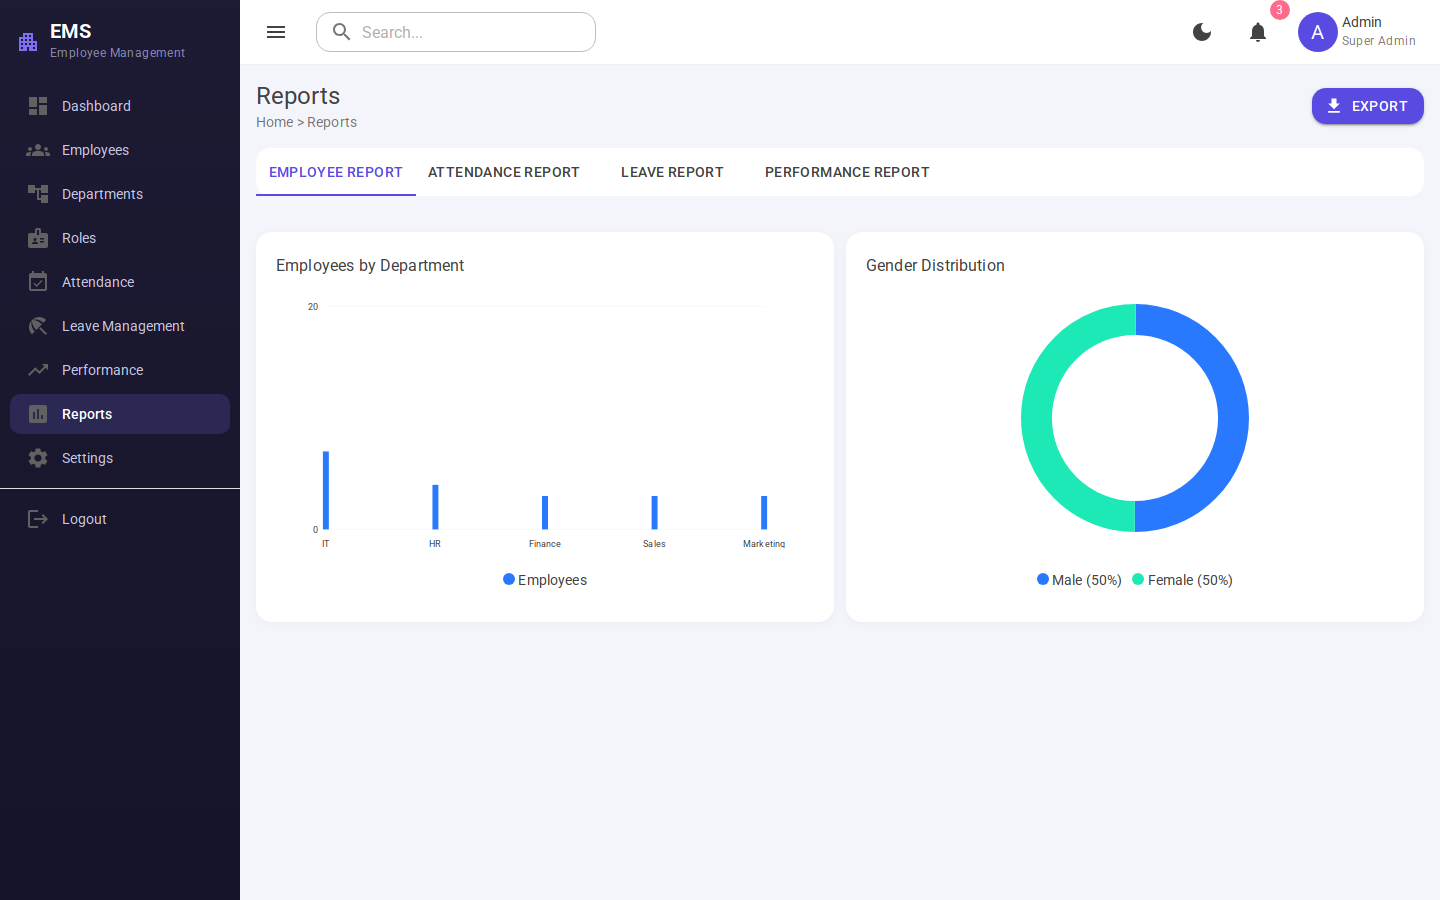 EMS
Employee Management
Dashboard
Employees
Departments
Roles
Attendance
Leave Management
Performance
Reports
Settings
Logout
Search...
3
A
Admin
Super Admin
Reports
Home > Reports
EXPORT
EMPLOYEE REPORT
ATTENDANCE REPORT
LEAVE REPORT
PERFORMANCE REPORT
Employees by Department
20
0
IT
HR
Finance
Sales
Marketing
Employees
Gender Distribution
Male (50%)
Female (50%)